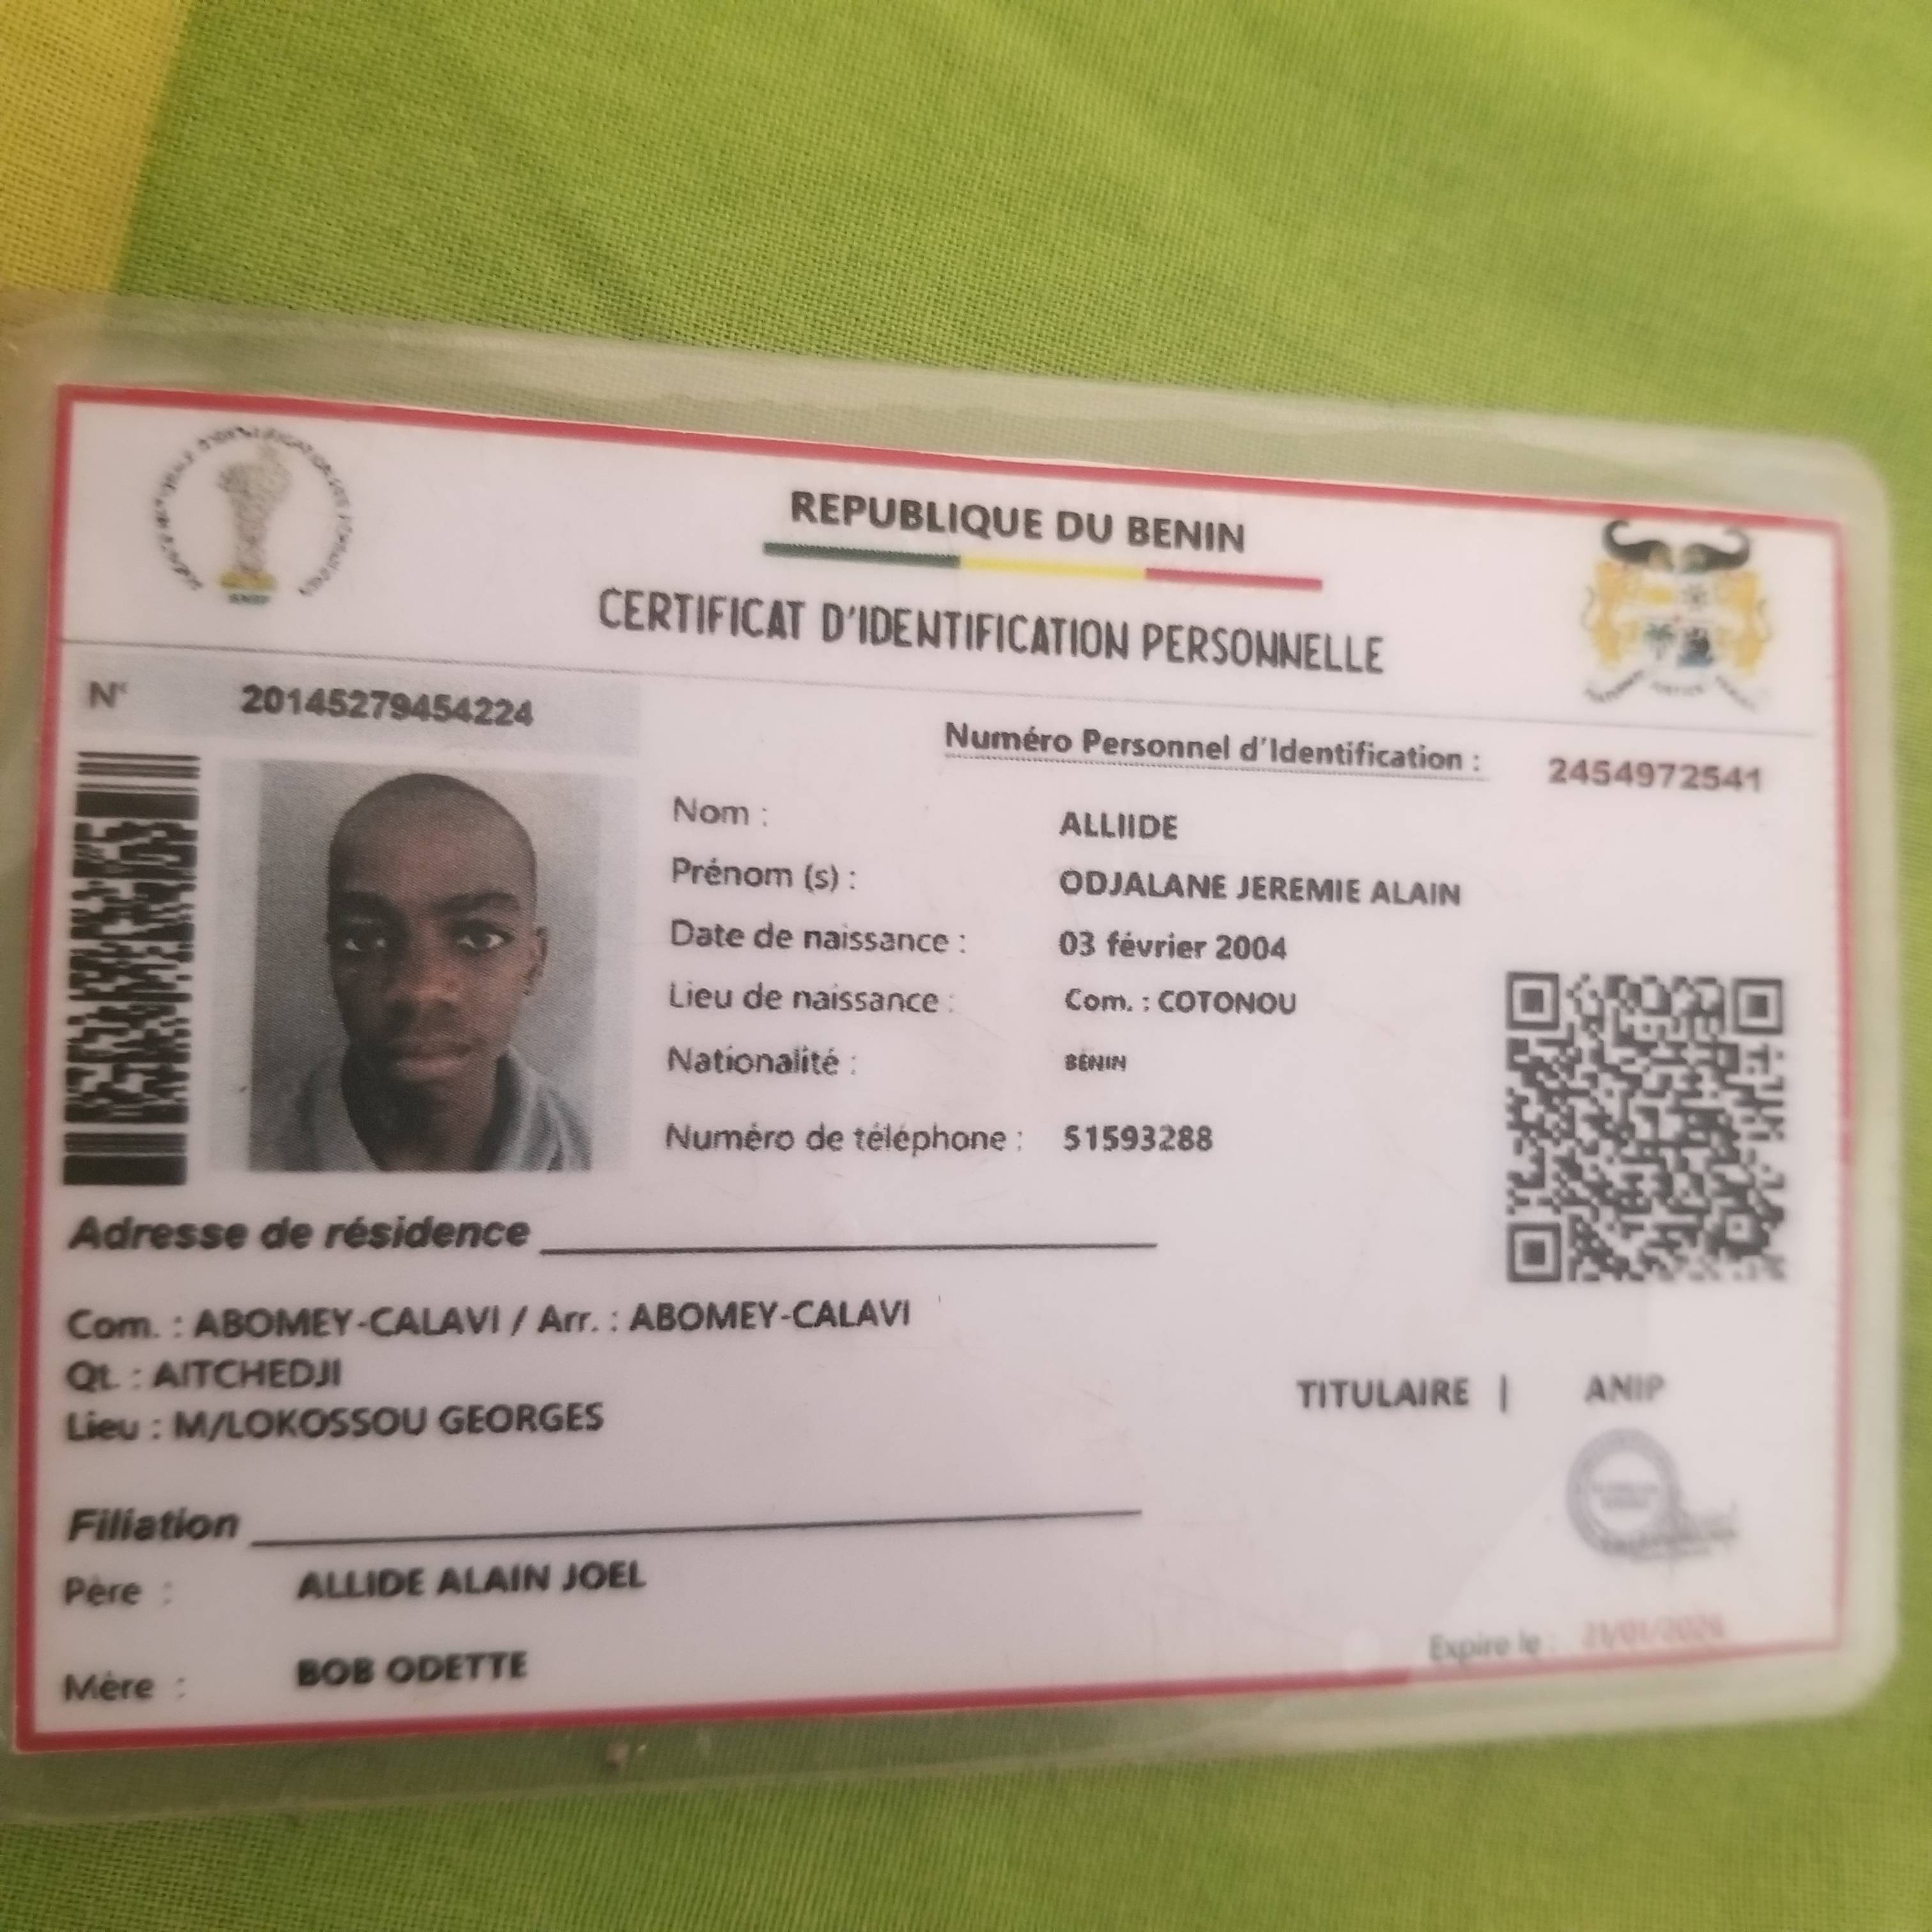 REPUBLIQUE DU BENIN
CERTIFICAT D'IDENTIFICATION PERSONNELLE
N° 20145279454224
Numéro Personnel d'Identification : 2454972541
Nom : ALLIIDE
Prénom (s) : ODJALANE JEREMIE ALAIN
Date de naissance : 03 février 2004
Lieu de naissance : Com. : COTONOU
Nationalité : BENIN
Numéro de téléphone : 51593288
Adresse de résidence
Com. : ABOMEY-CALAVI / Arr. : ABOMEY-CALAVI
Qt. : AITCHEDJI
Lieu : M/LOKOSSOU GEORGES
TITULAIRE | ANIP
Filiation
Père : ALLIDE ALAIN JOEL
Mère : BOB ODETTE
Expire le :